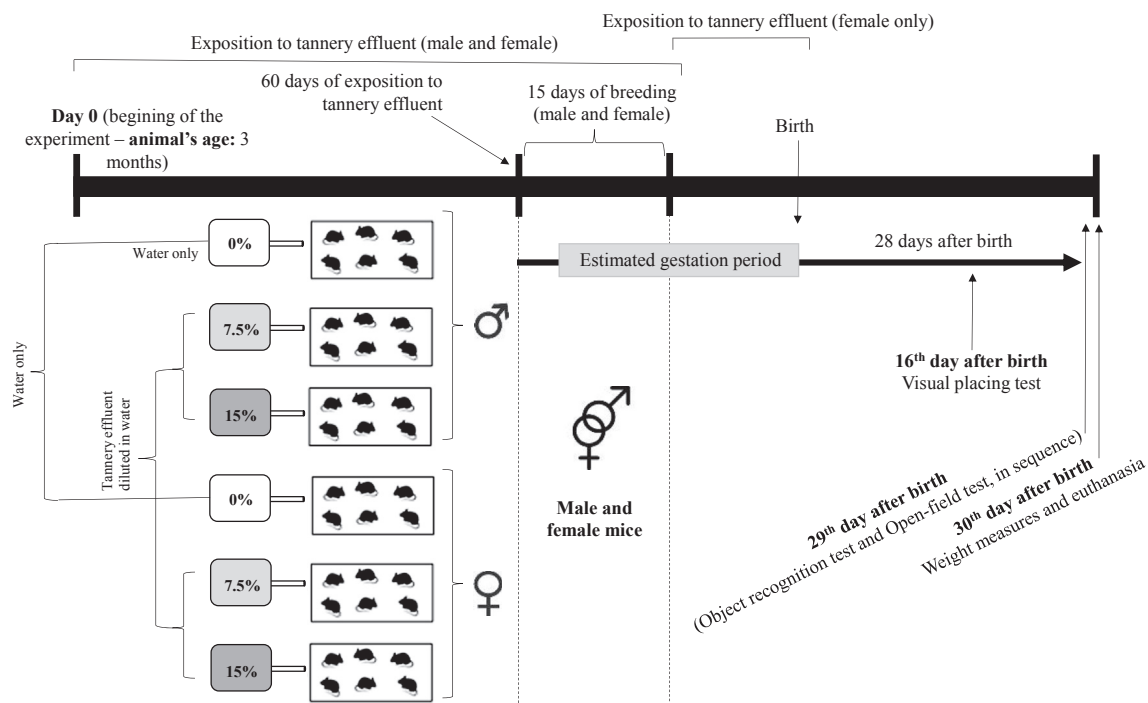 Exposition to tannery effluent (female only)
Exposition to tannery effluent (male and female)
60 days of exposition to
tannery effluent
15 days of breeding
(male and female)
Day 0 (begining of the
experiment – animal's age: 3
months)
Birth
0%
Water only
28 days after birth
Estimated gestation period
7.5%
16th day after birth
Visual placing test
15%
Water only
Tannery effluent
diluted in water
0%
Male and
female mice
29th day after birth
(Object recognition test and Open-field test, in sequence)
30th day after birth
Weight measures and euthanasia
7.5%
15%